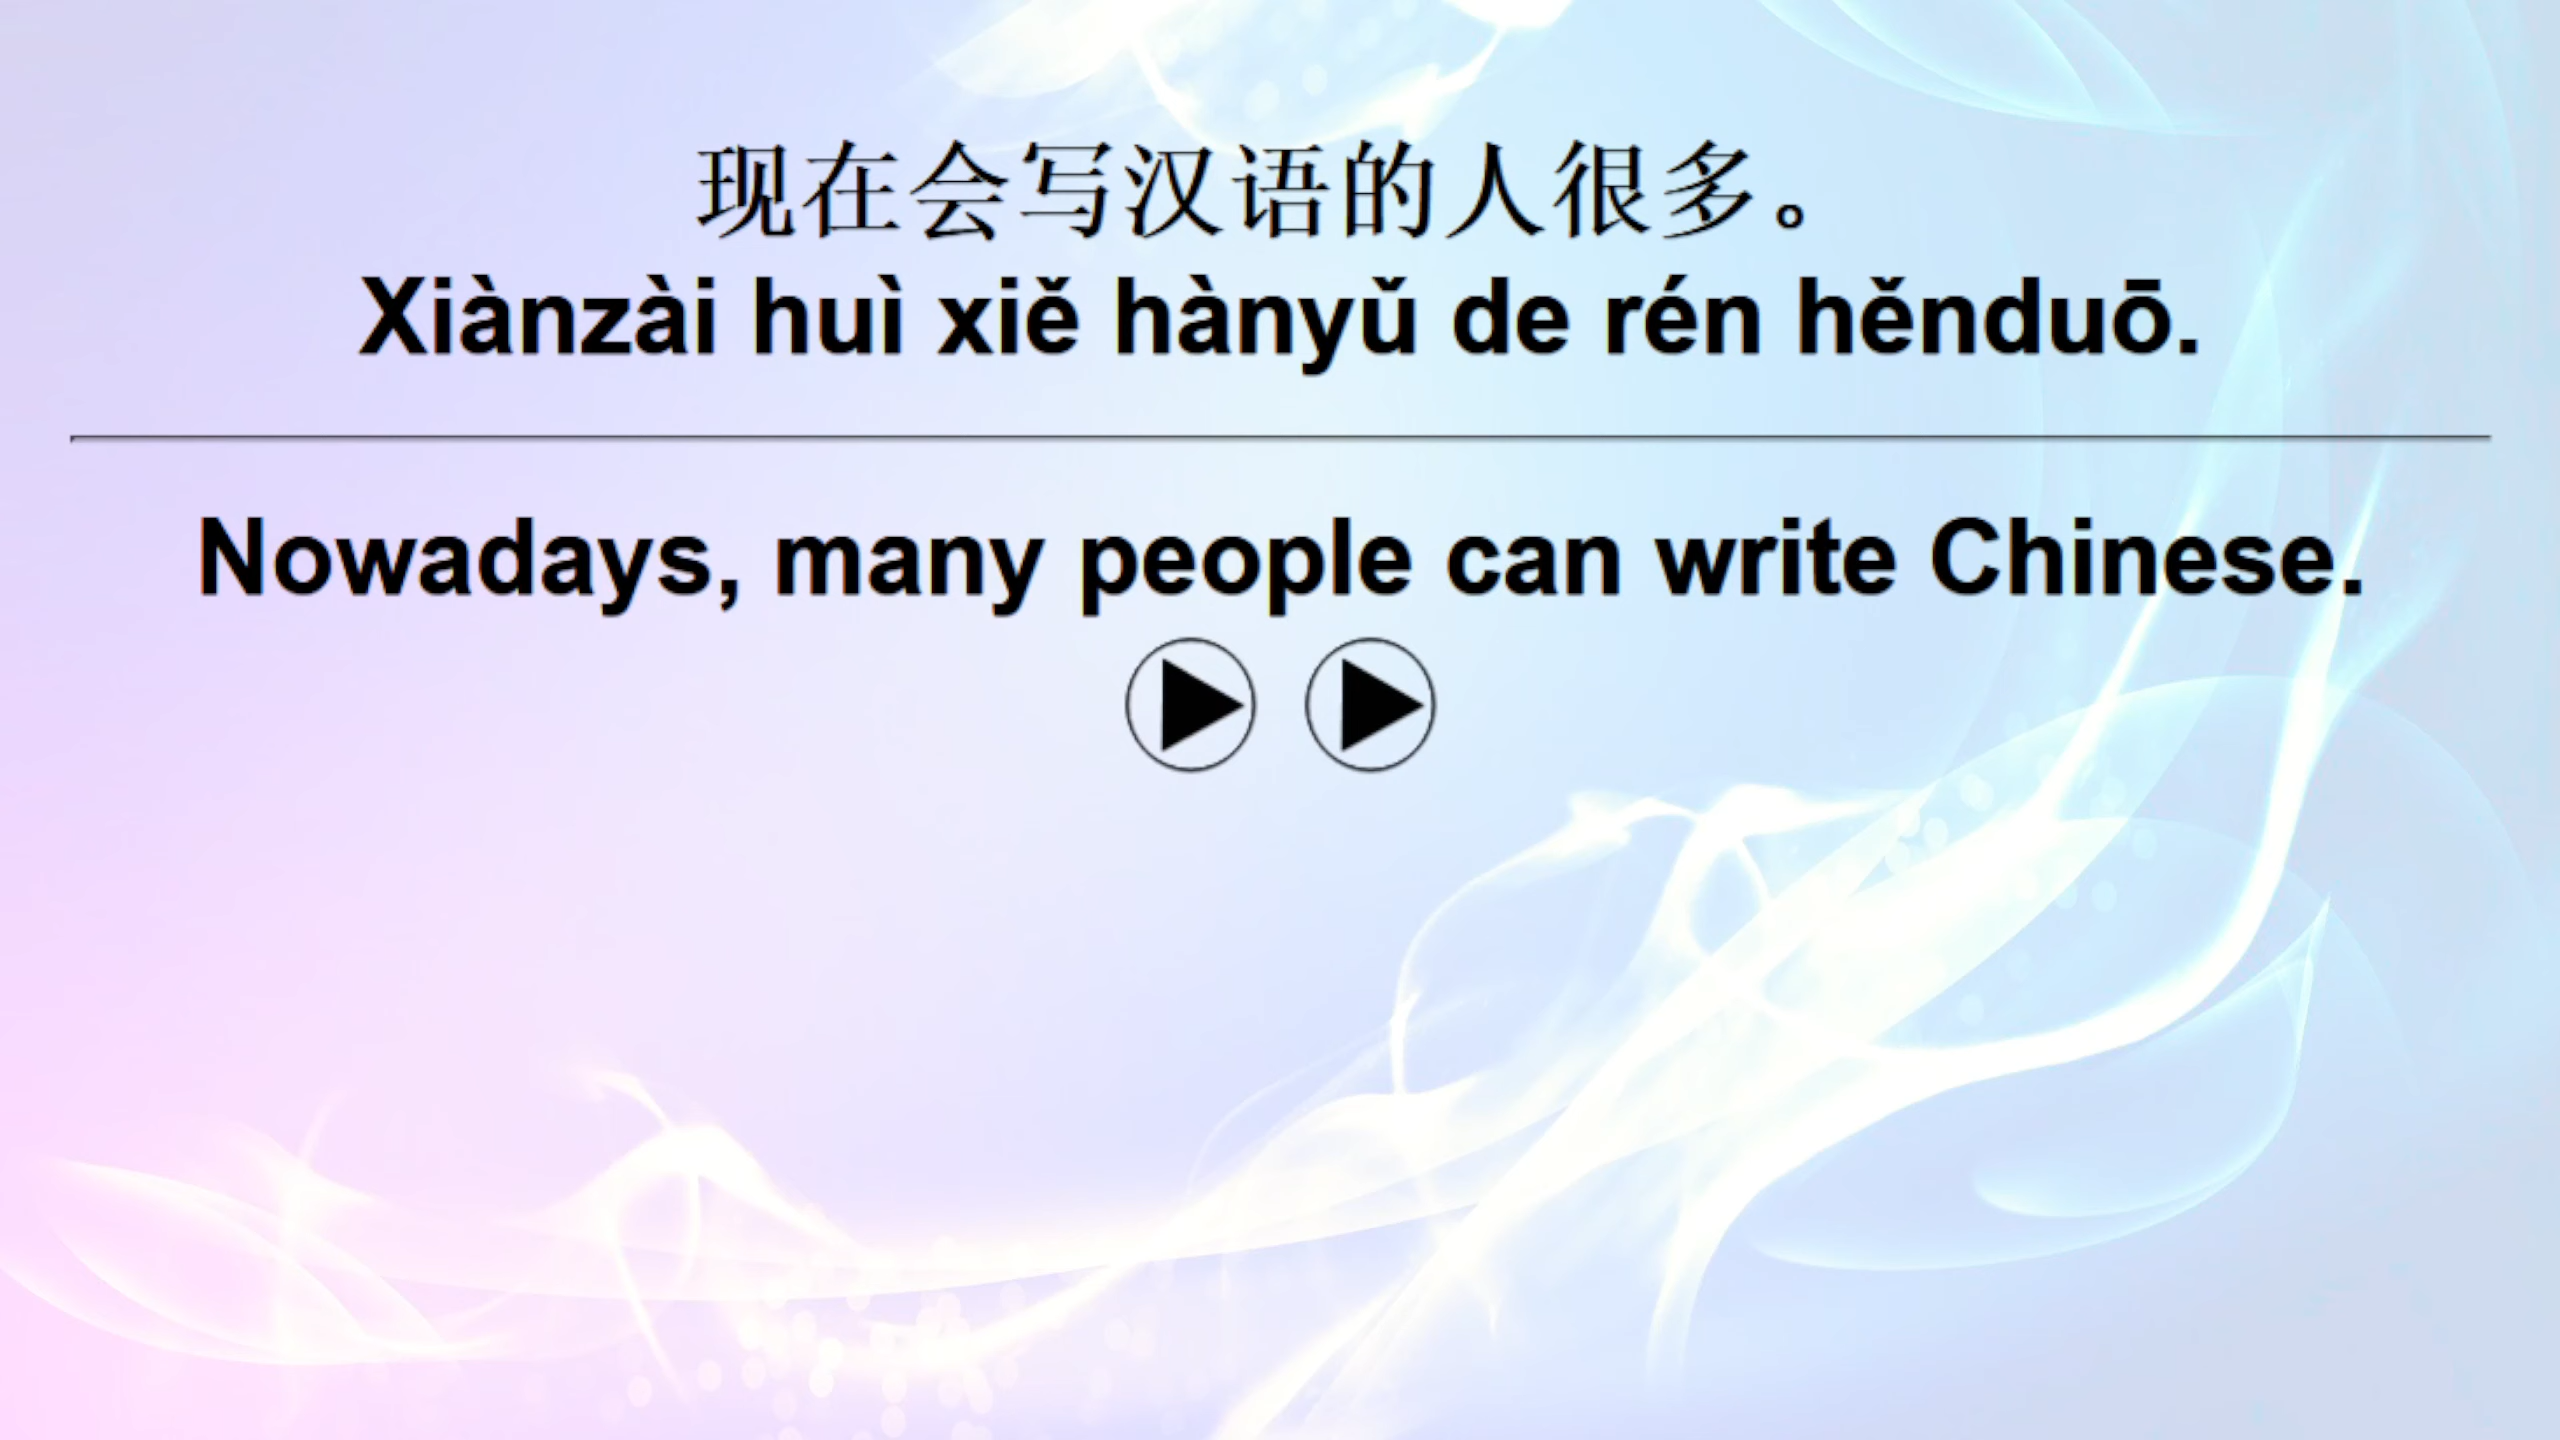 现在会写汉语的人很多。
Xiànzài huì xiě hànyǔ de rén hěnduō.
Nowadays, many people can write Chinese.